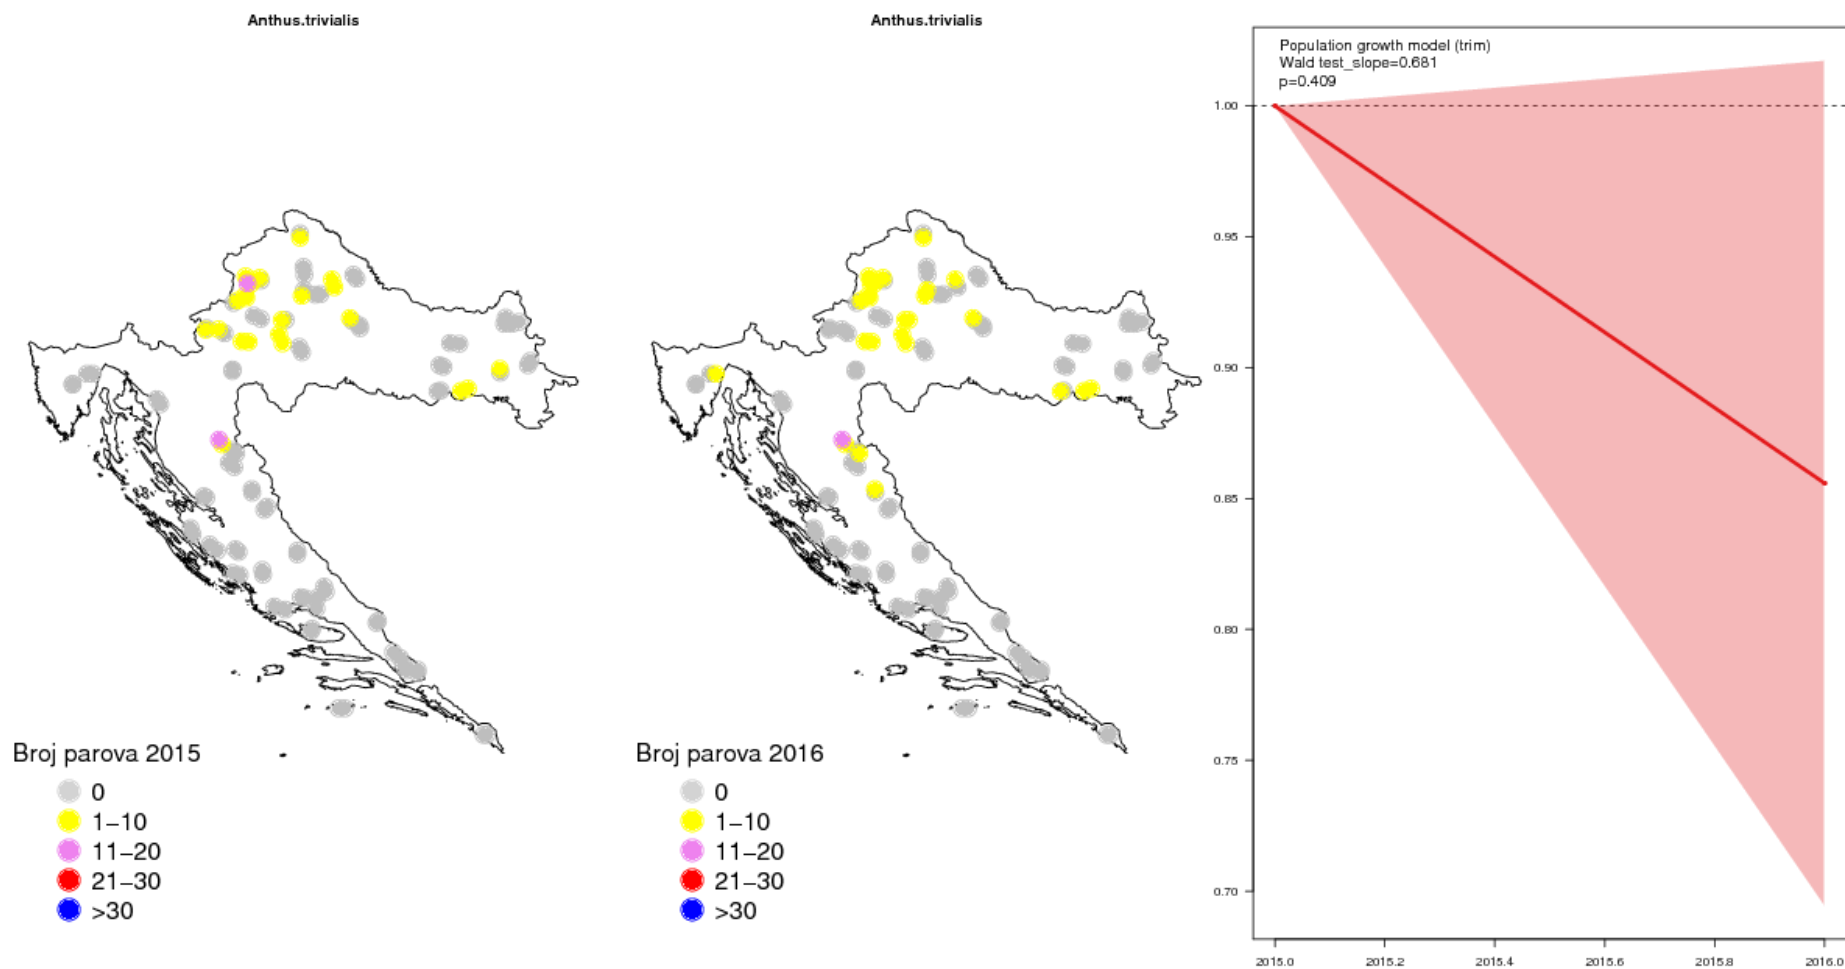 Anthus.trivialis
Broj parova 2015
0
1–10
11–20
21–30
>30
Anthus.trivialis
Broj parova 2016
0
1–10
11–20
21–30
>30
Population growth model (trim)
Wald test_slope=0.681
p=0.409
1.00
0.95
0.90
0.85
0.80
0.75
0.70
2015.0 2015.2 2015.4 2015.6 2015.8 2016.0